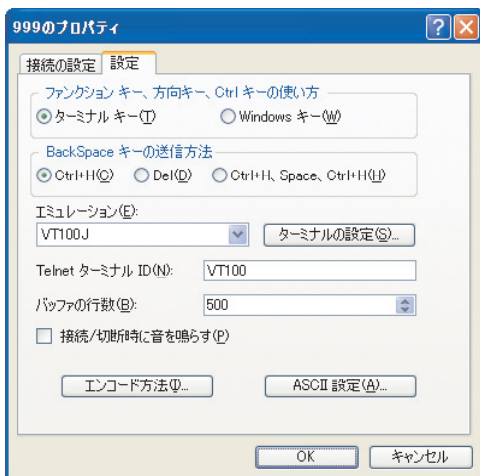 999のプロパティ
接続の設定 設定
ファンクション キー、方向キー、Ctrl キーの使い方
ターミナル キー(T) Windows キー(W)
BackSpace キーの送信方法
Ctrl+H(C) Del(D) Ctrl+H、Space、Ctrl+H(H)
エミュレーション(E):
VT100J ターミナルの設定(S)...
Telnet ターミナル ID(N): VT100
バッファの行数(B): 500
接続/切断時に音を鳴らす(P)
エンコード方法(I)... ASCII 設定(A)...
OK キャンセル